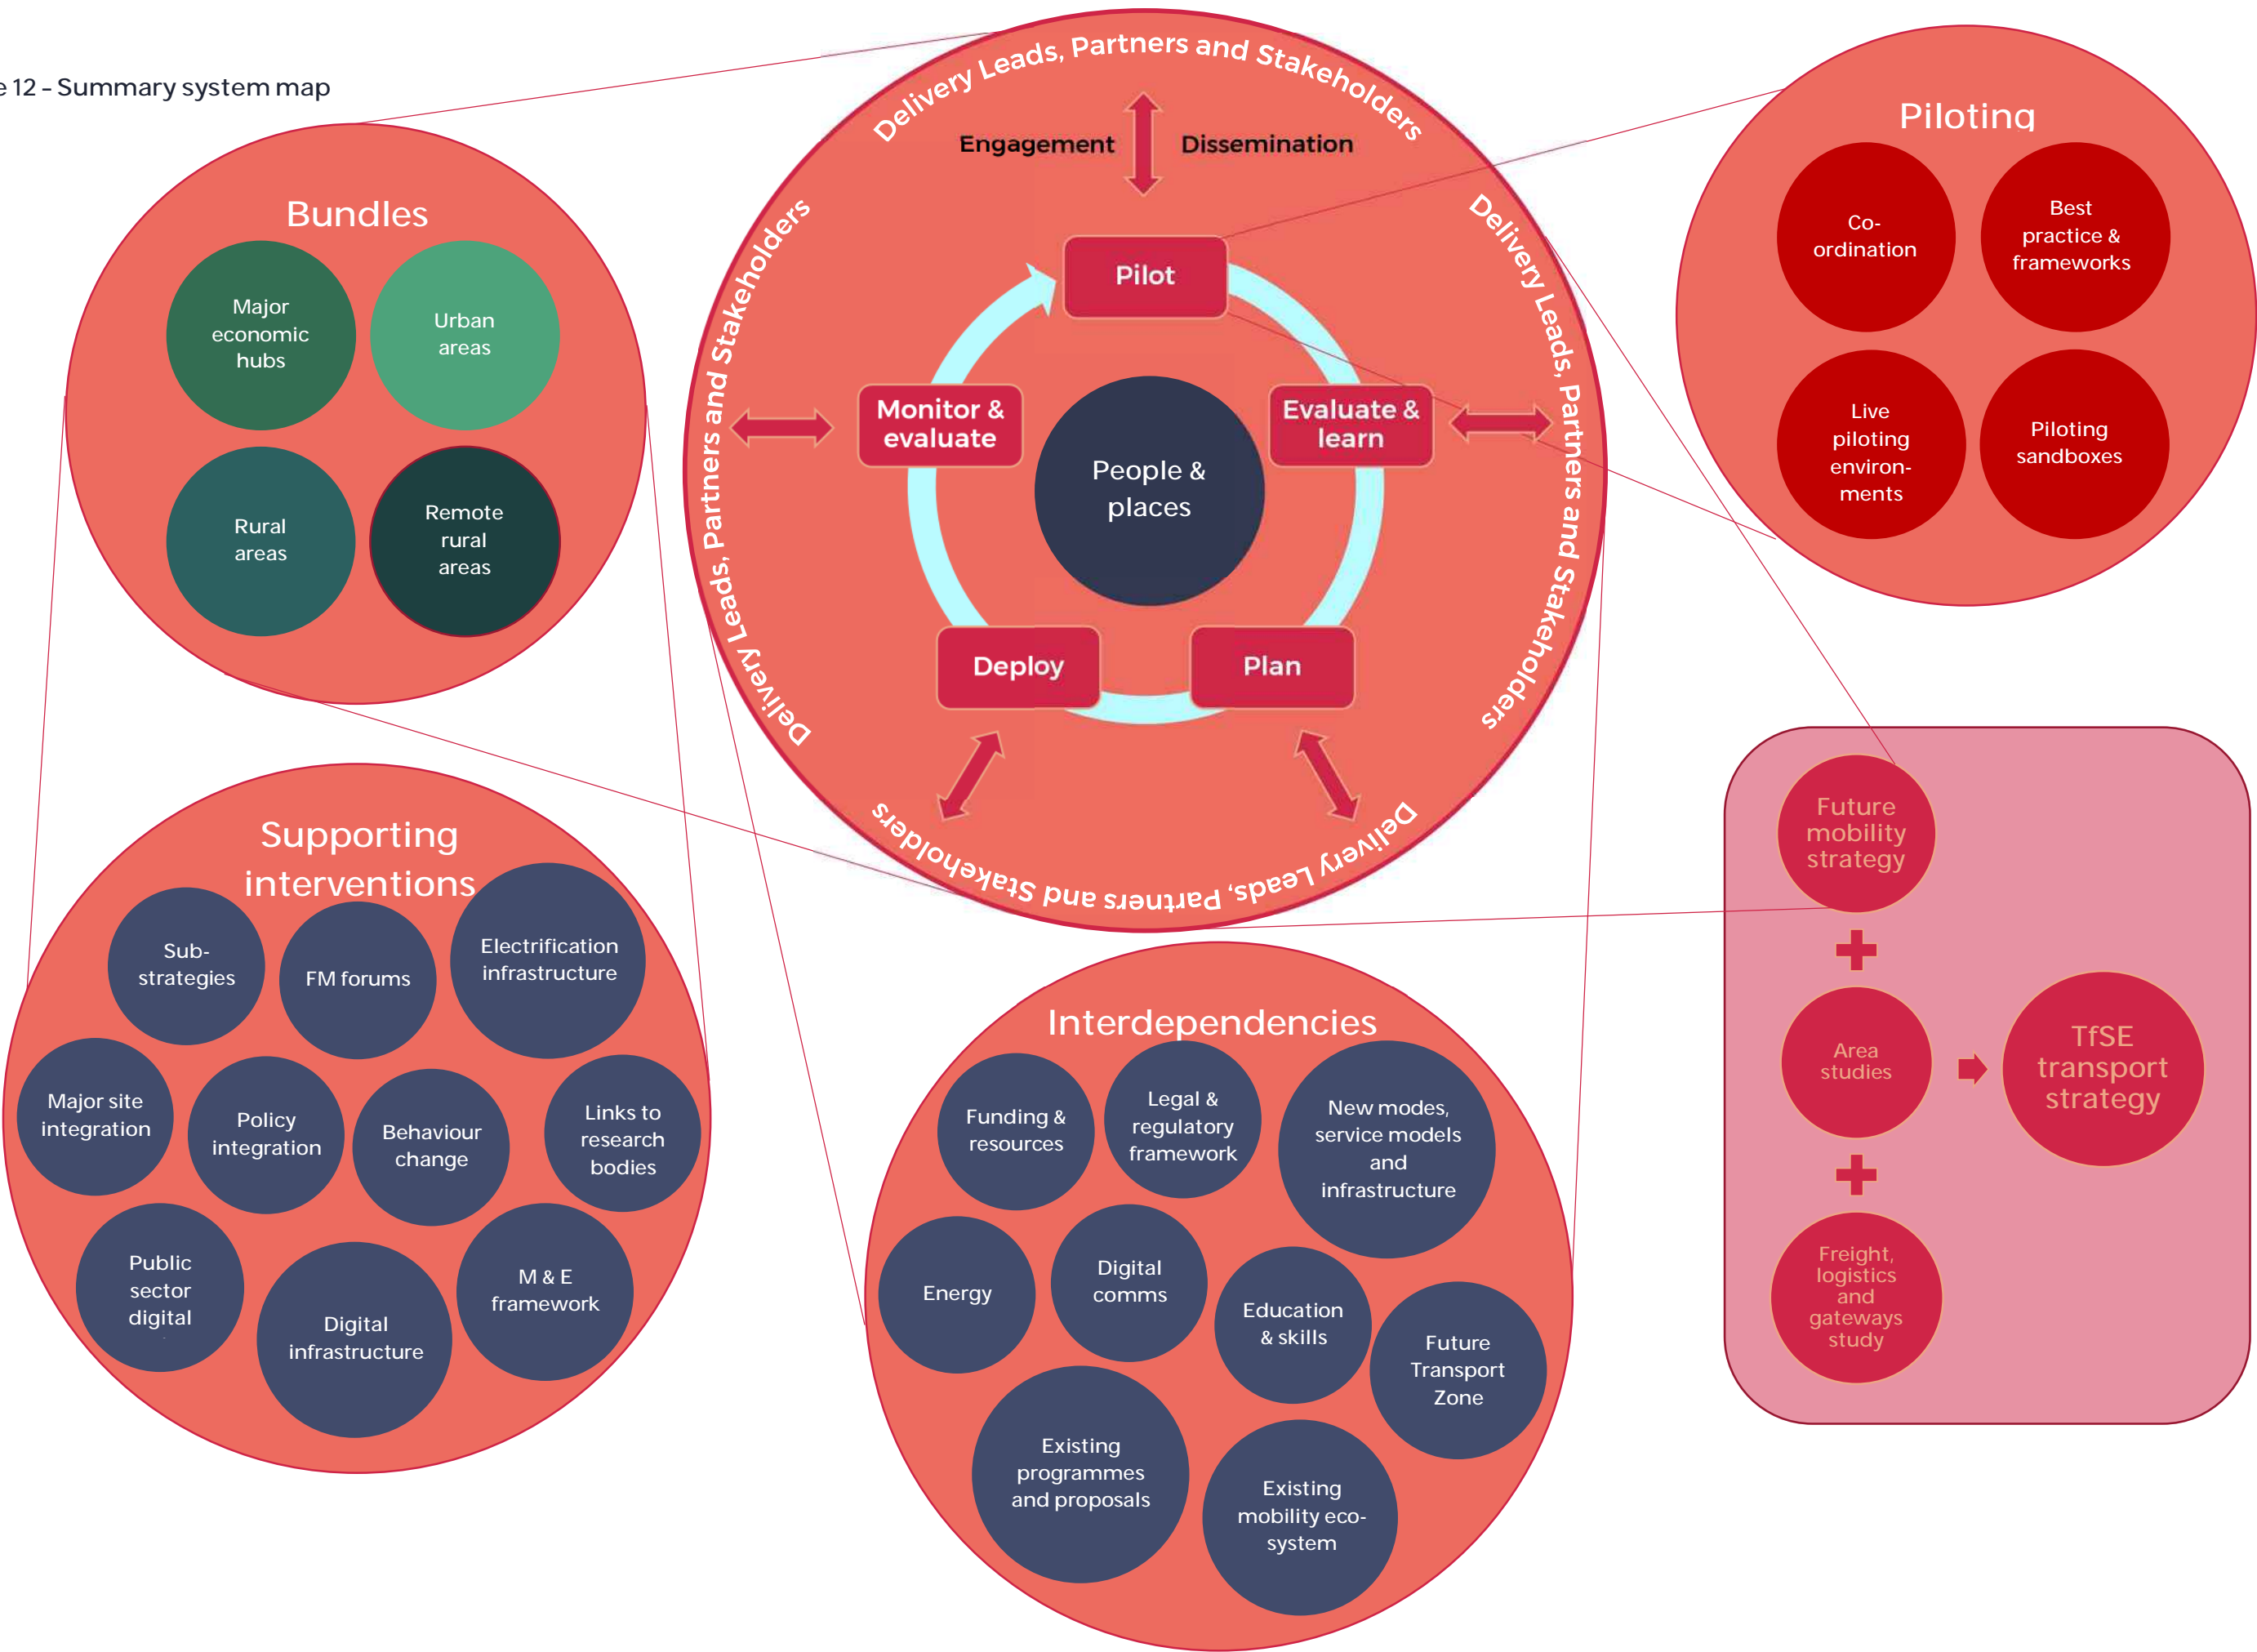 e 12 – Summary system map
Delivery Leads, Partners and Stakeholders
Engagement
Dissemination
Delivery Leads, Partners and Stakeholders
Delivery Leads, Partners and Stakeholders
Delivery Leads, Partners and Stakeholders
Pilot
Evaluate &
learn
Plan
Deploy
Monitor &
evaluate
People &
places
Bundles
Major
economic
hubs
Urban
areas
Rural
areas
Remote
rural
areas
Piloting
Co-
ordination
Best
practice &
frameworks
Live
piloting
environ-
ments
Piloting
sandboxes
Supporting
interventions
Sub-
strategies
FM forums
Electrification
infrastructure
Major site
integration
Policy
integration
Behaviour
change
Links to
research
bodies
Public
sector
digital
Digital
infrastructure
M & E
framework
Interdependencies
Funding &
resources
Legal &
regulatory
framework
New modes,
service models
and
infrastructure
Energy
Digital
comms
Education
& skills
Future
Transport
Zone
Existing
programmes
and proposals
Existing
mobility eco-
system
Future
mobility
strategy
Area
studies
Freight,
logistics
and
gateways
study
TfSE
transport
strategy